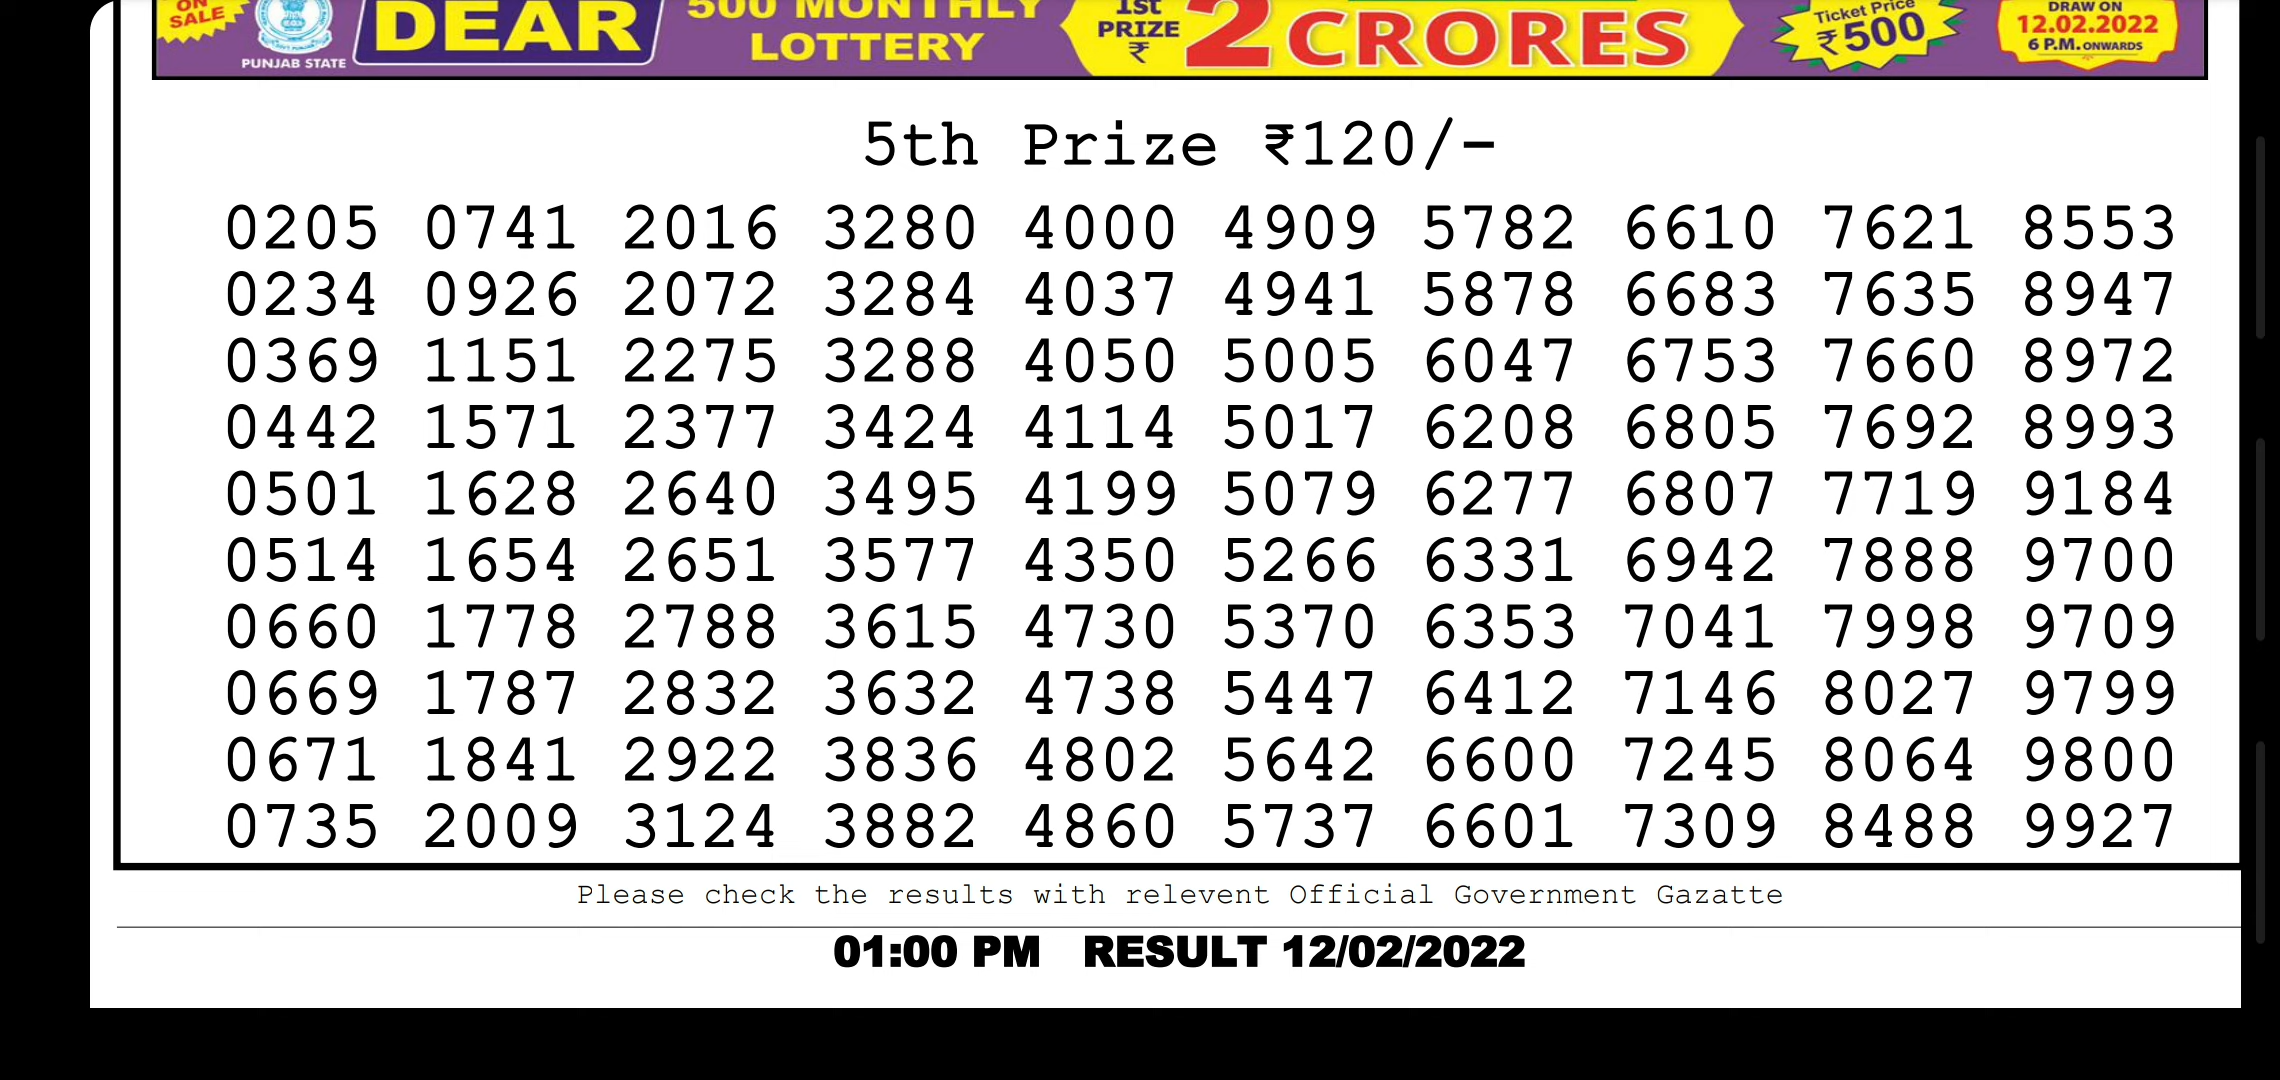 ON
SALE
PUNJAB STATE
DEAR
500 MONTHLY
LOTTERY
1st
PRIZE
₹
2 CRORES
Ticket Price
₹500
DRAW ON
12.02.2022
6 P.M. ONWARDS
5th Prize ₹120/-
0205 0741 2016 3280 4000 4909 5782 6610 7621 8553
0234 0926 2072 3284 4037 4941 5878 6683 7635 8947
0369 1151 2275 3288 4050 5005 6047 6753 7660 8972
0442 1571 2377 3424 4114 5017 6208 6805 7692 8993
0501 1628 2640 3495 4199 5079 6277 6807 7719 9184
0514 1654 2651 3577 4350 5266 6331 6942 7888 9700
0660 1778 2788 3615 4730 5370 6353 7041 7998 9709
0669 1787 2832 3632 4738 5447 6412 7146 8027 9799
0671 1841 2922 3836 4802 5642 6600 7245 8064 9800
0735 2009 3124 3882 4860 5737 6601 7309 8488 9927
Please check the results with relevent Official Government Gazatte
01:00 PM RESULT 12/02/2022